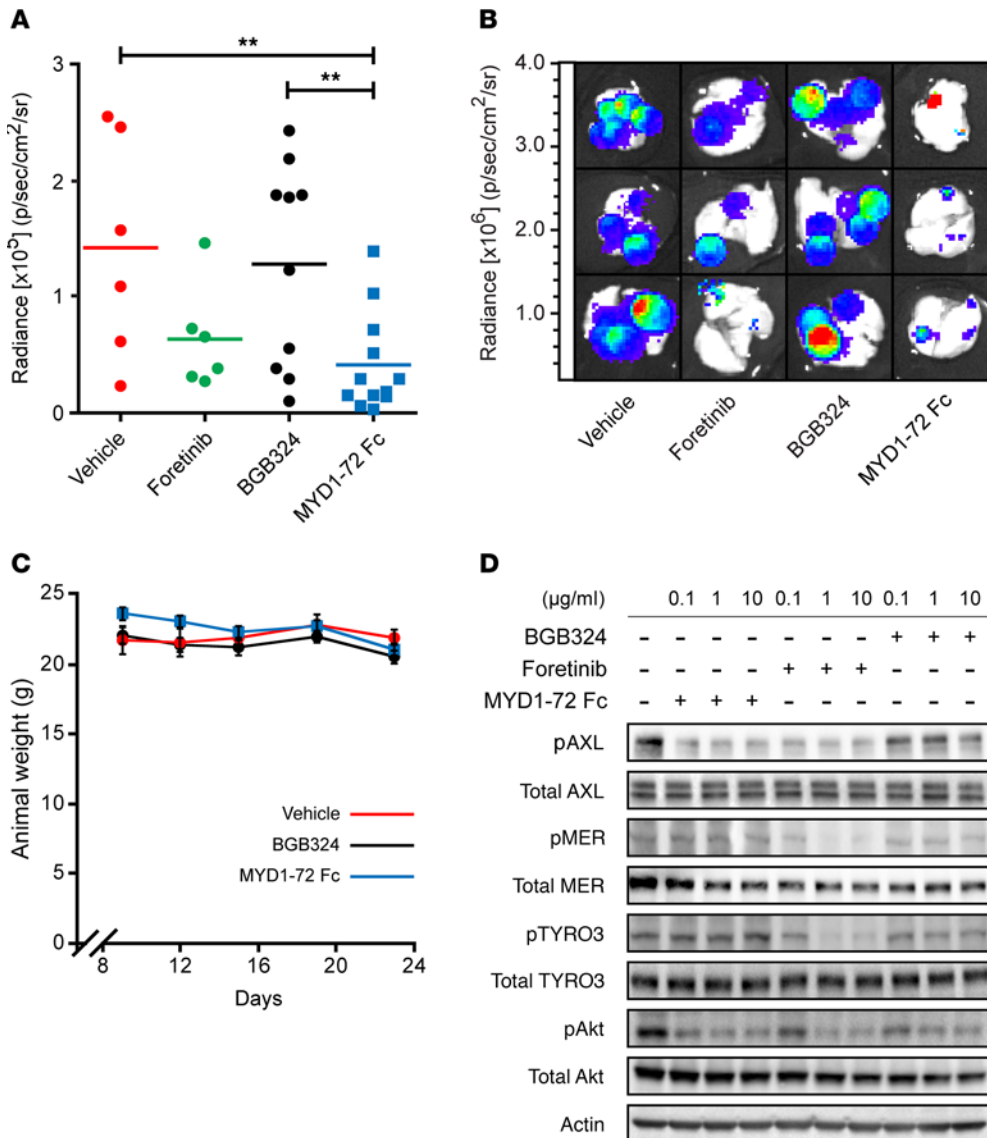 A
**
**
3
2
1
0
Radiance [x10⁵] (p/sec/cm²/sr)
Vehicle
Foretinib
BGB324
MYD1-72 Fc
B
4.0
3.0
2.0
1.0
Radiance [x10⁶] (p/sec/cm²/sr)
Vehicle
Foretinib
BGB324
MYD1-72 Fc
C
25
20
15
10
5
0
Animal weight (g)
Vehicle
BGB324
MYD1-72 Fc
8 12 16 20 24
Days
D
(µg/ml) 0.1 1 10 0.1 1 10 0.1 1 10
BGB324 - - - - - - - + + +
Foretinib - - - - + + + - - -
MYD1-72 Fc - + + + - - - - - -
pAXL
Total AXL
pMER
Total MER
pTYRO3
Total TYRO3
pAkt
Total Akt
Actin